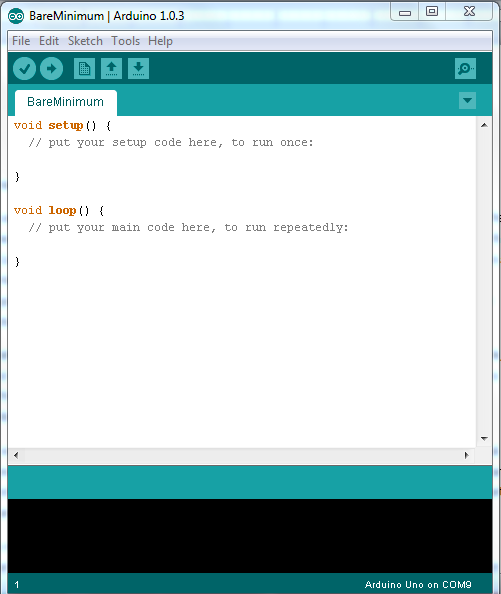 BareMinimum | Arduino 1.0.3
File Edit Sketch Tools Help
BareMinimum
void setup() {
  // put your setup code here, to run once:
}
void loop() {
  // put your main code here, to run repeatedly:
}
1 Arduino Uno on COM9